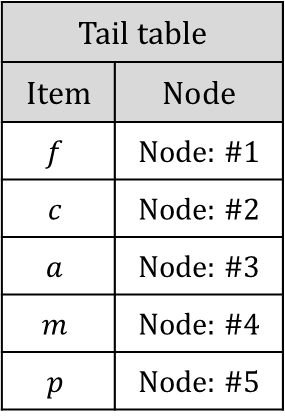 Tail table
Item Node
f Node: #1
c Node: #2
a Node: #3
m Node: #4
p Node: #5